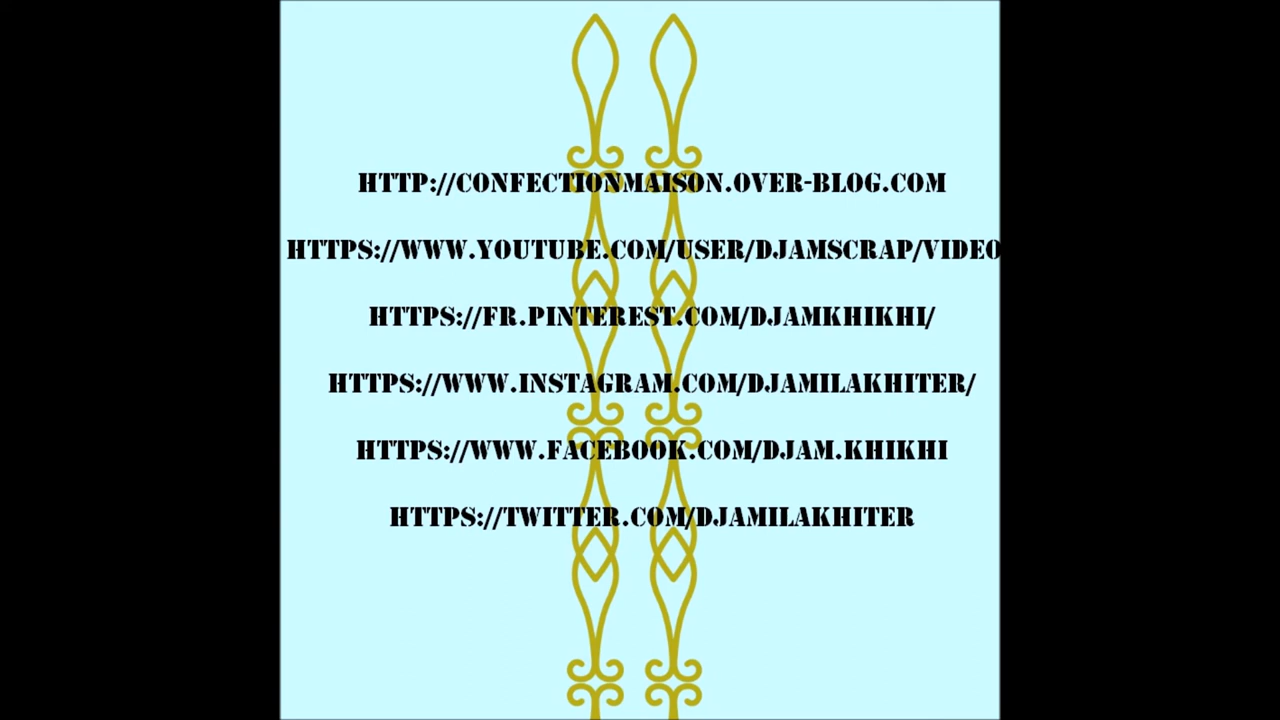 HTTP://CONFECTIONMAISON.OVER-BLOG.COM
HTTPS://WWW.YOUTUBE.COM/USER/DJAMSCRAP/VIDEO
HTTPS://FR.PINTEREST.COM/DJAMKHIKHI/
HTTPS://WWW.INSTAGRAM.COM/DJAMILAKHITER/
HTTPS://WWW.FACEBOOK.COM/DJAM.KHIKHI
HTTPS://TWITTER.COM/DJAMILAKHITER